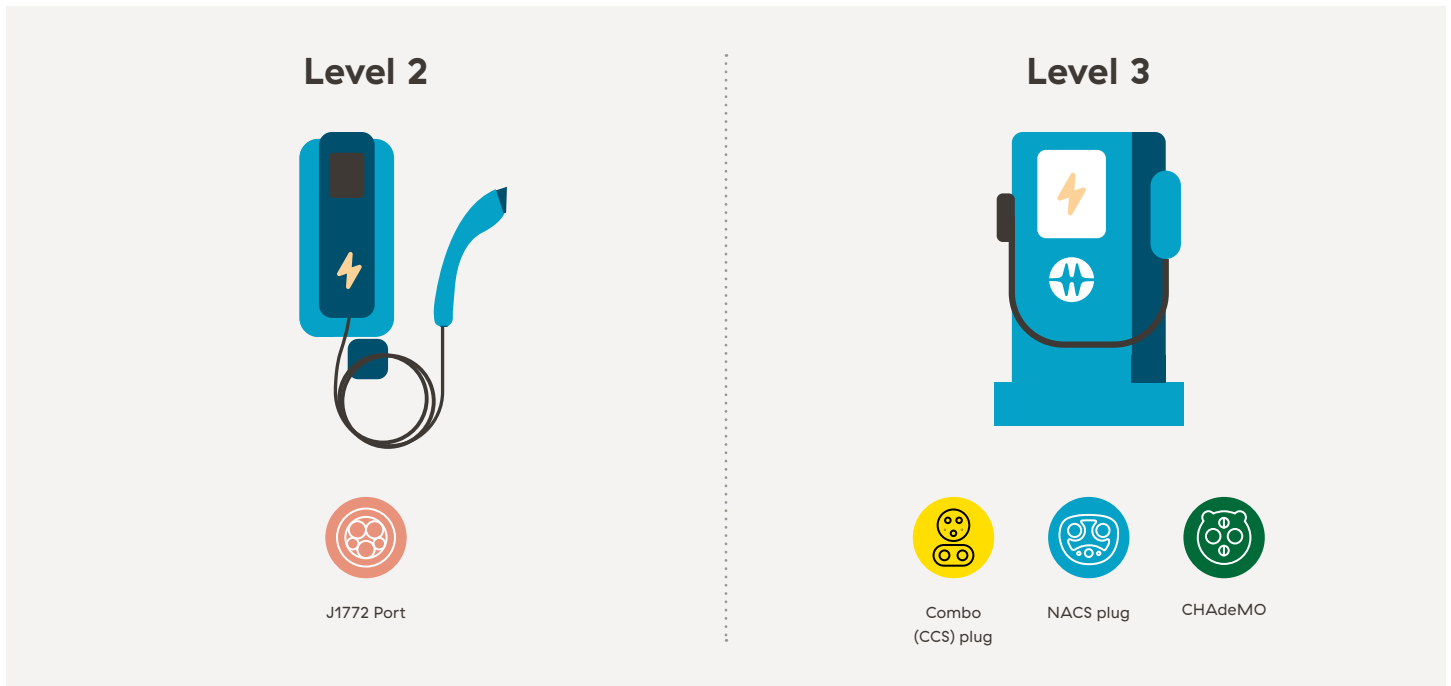 Level 2
Level 3
J1772 Port
Combo
(CCS) plug
NACS plug
CHAdeMO